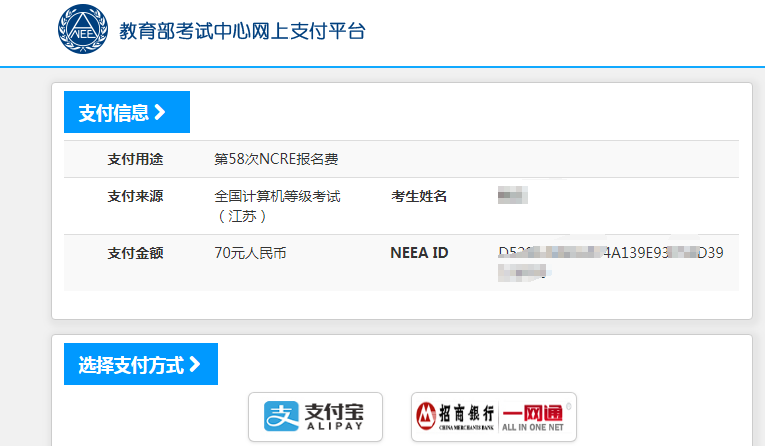 NEE
教育部考试中心网上支付平台
支付信息
支付用途 第58次NCRE报名费
支付来源 全国计算机等级考试 考生姓名
（江苏）
支付金额 70元人民币 NEEA ID 4A139E93 D39
选择支付方式
支 支付宝 招商银行 一网通
ALIPAY CHINA MERCHANTS BANK ALL IN ONE NET